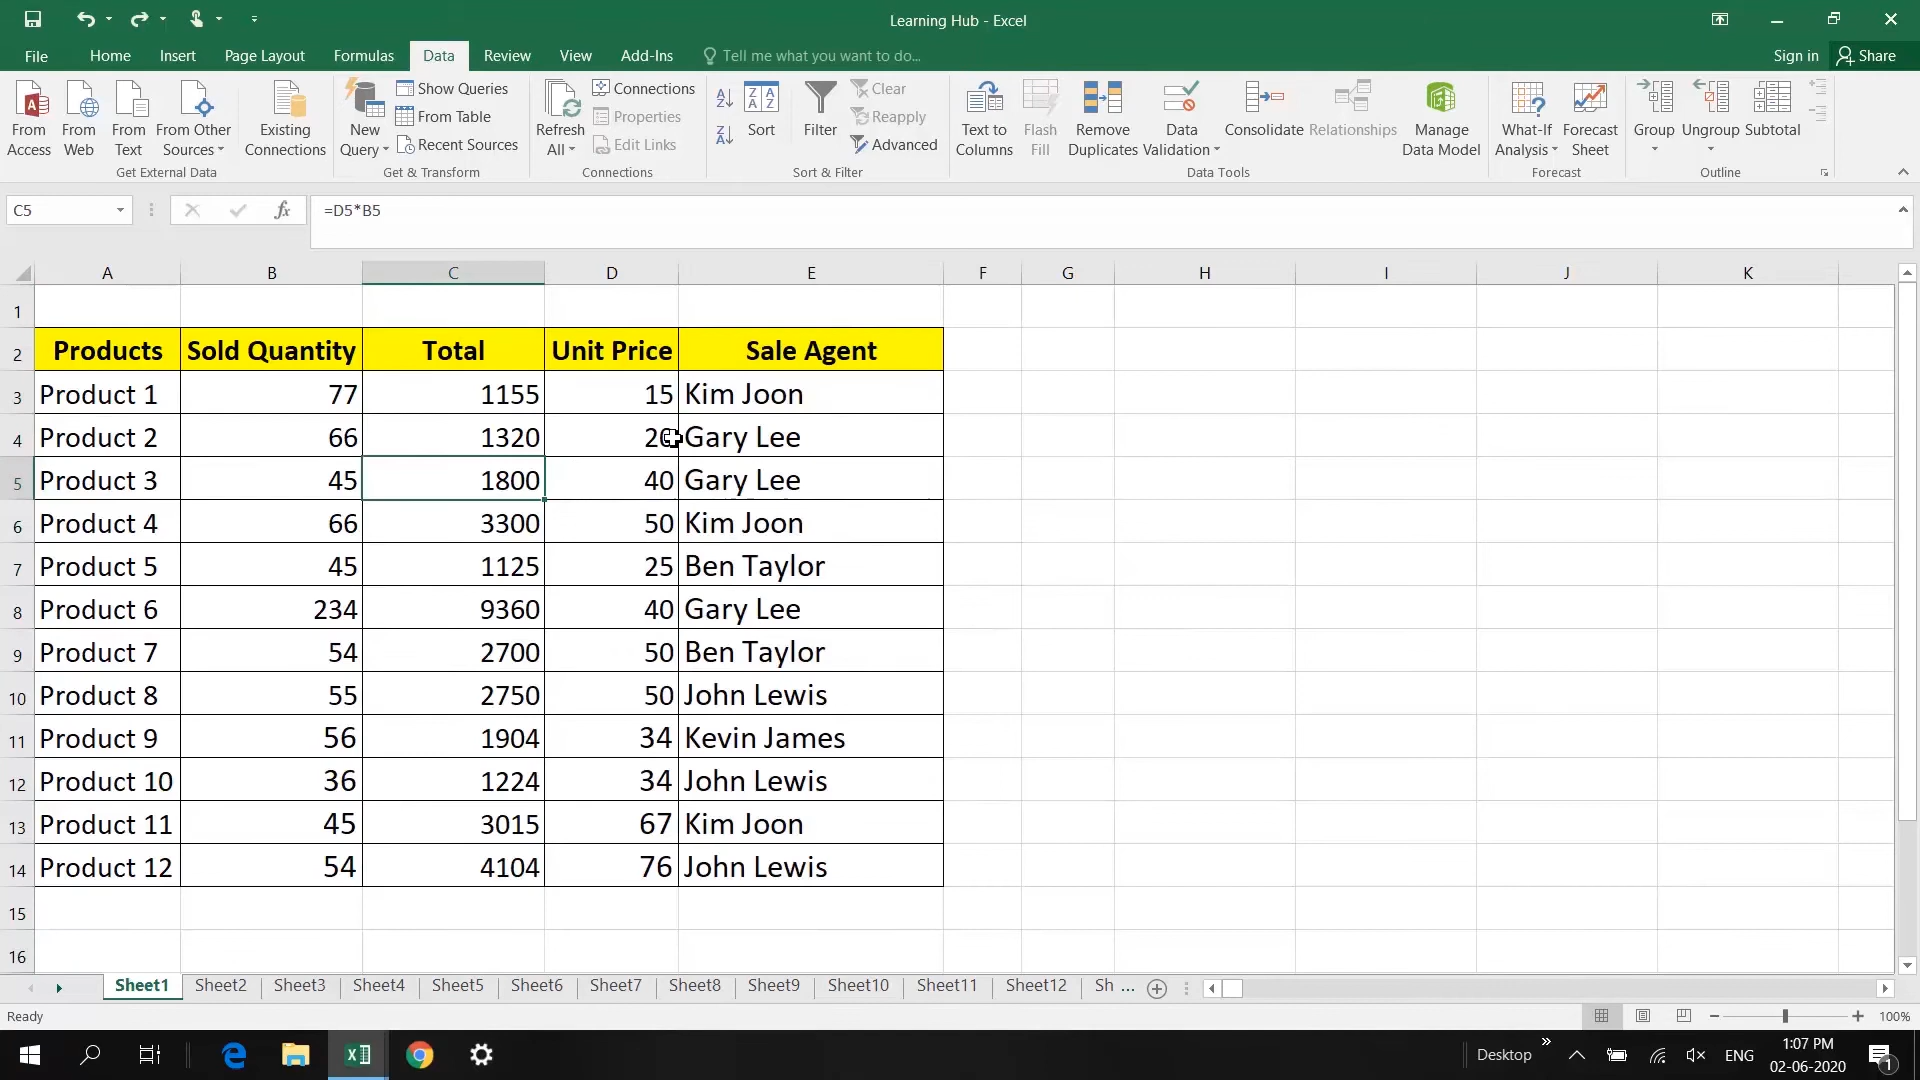 Learning Hub - Excel
File Home Insert Page Layout Formulas Data Review View Add-Ins Tell me what you want to do... Sign in Share
From Access
From Web
From Text
From Other Sources
Existing Connections
Get External Data
New Query
Show Queries
From Table
Recent Sources
Get & Transform
Refresh All
Connections
Properties
Edit Links
Connections
Sort
Filter
Clear
Reapply
Advanced
Sort & Filter
Text to Columns
Flash Fill
Remove Duplicates
Data Validation
Consolidate
Relationships
Manage Data Model
Data Tools
What-If Analysis
Forecast Sheet
Forecast
Group
Ungroup
Subtotal
Outline
C5 fx =D5*B5
A B C D E F G H I J K
1
2 Products Sold Quantity Total Unit Price Sale Agent
3 Product 1 77 1155 15 Kim Joon
4 Product 2 66 1320 20 Gary Lee
5 Product 3 45 1800 40 Gary Lee
6 Product 4 66 3300 50 Kim Joon
7 Product 5 45 1125 25 Ben Taylor
8 Product 6 234 9360 40 Gary Lee
9 Product 7 54 2700 50 Ben Taylor
10 Product 8 55 2750 50 John Lewis
11 Product 9 56 1904 34 Kevin James
12 Product 10 36 1224 34 John Lewis
13 Product 11 45 3015 67 Kim Joon
14 Product 12 54 4104 76 John Lewis
15
16
Sheet1 Sheet2 Sheet3 Sheet4 Sheet5 Sheet6 Sheet7 Sheet8 Sheet9 Sheet10 Sheet11 Sheet12 Sh ...
Ready 100%
Desktop ENG 1:07 PM
02-06-2020 1